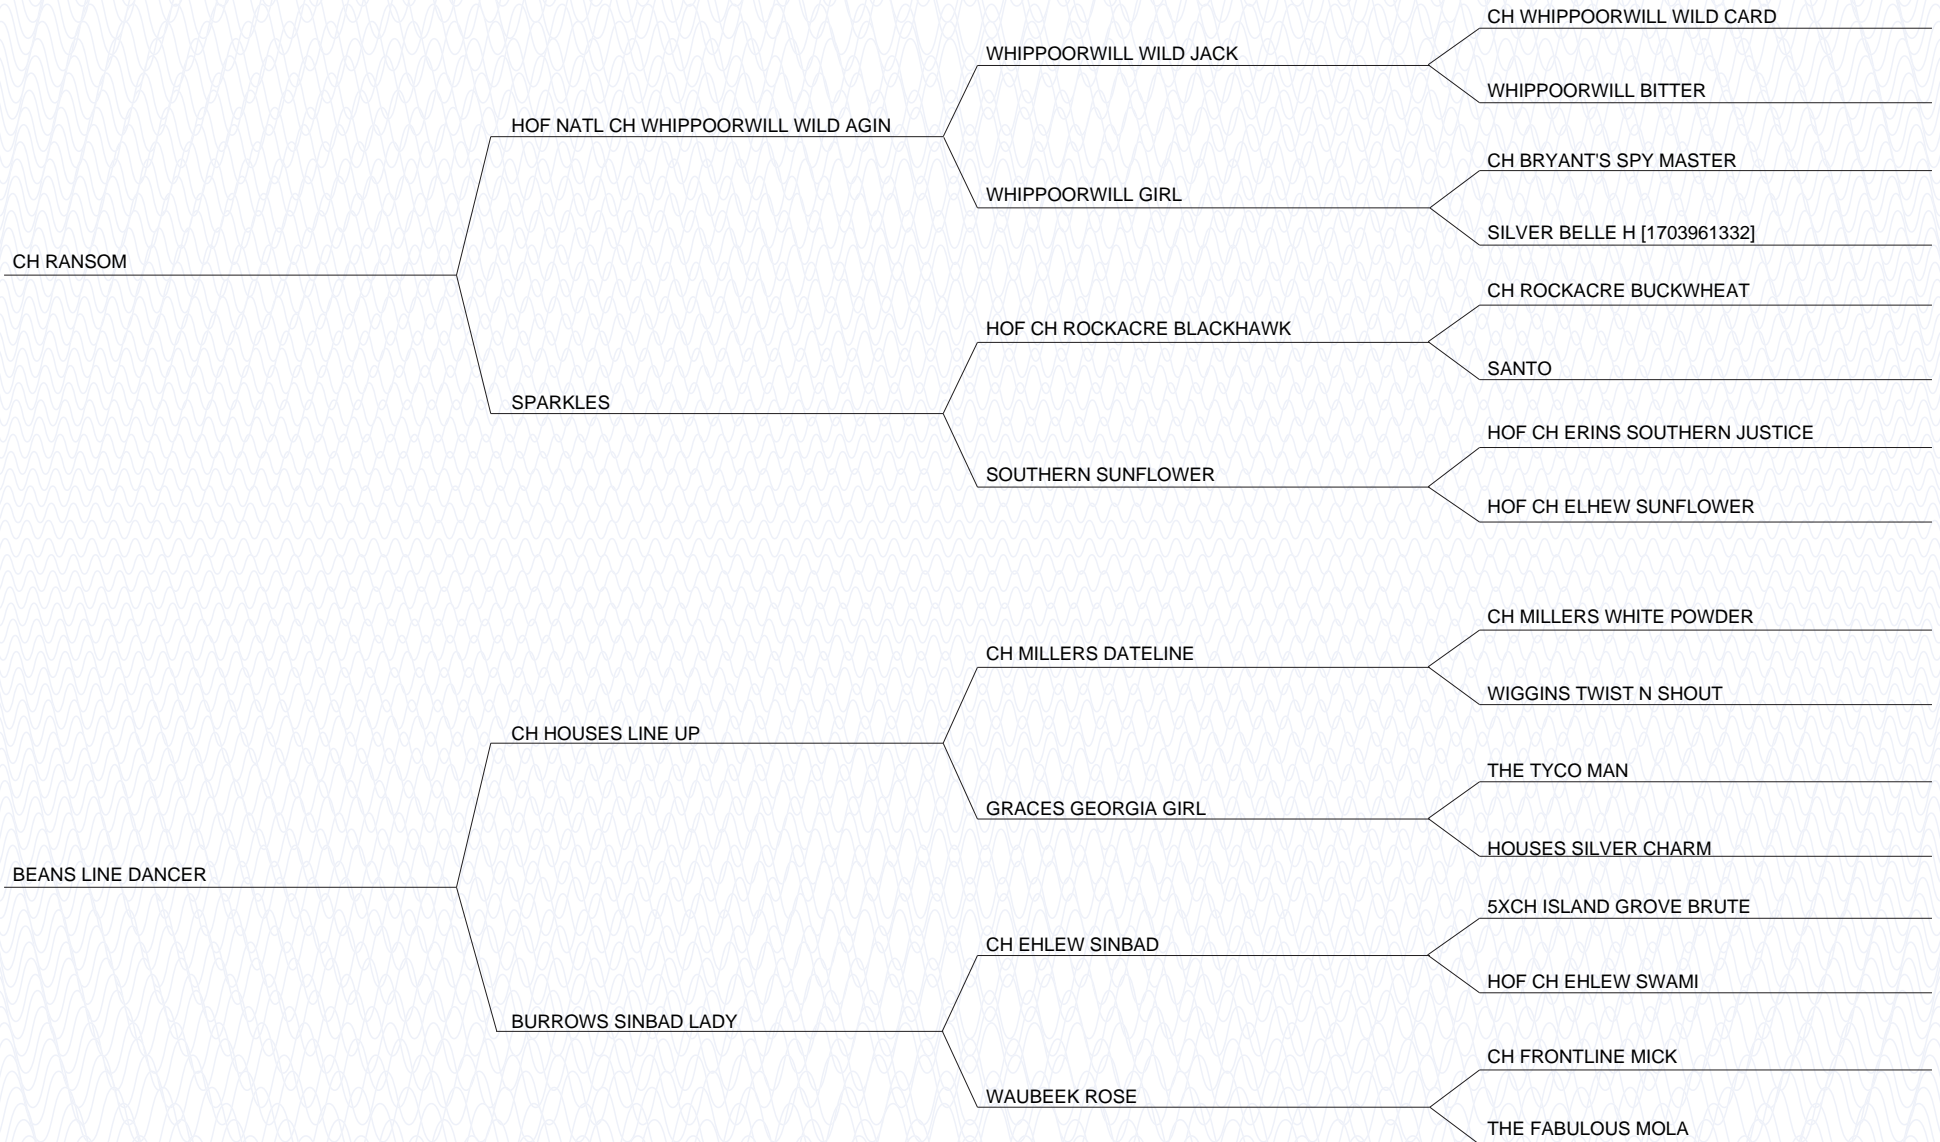 CH WHIPPOORWILL WILD CARD
WHIPPOORWILL WILD JACK
WHIPPOORWILL BITTER
HOF NATL CH WHIPPOORWILL WILD AGIN
CH BRYANT'S SPY MASTER
WHIPPOORWILL GIRL
SILVER BELLE H [1703961332]
CH RANSOM
CH ROCKACRE BUCKWHEAT
HOF CH ROCKACRE BLACKHAWK
SANTO
SPARKLES
HOF CH ERINS SOUTHERN JUSTICE
SOUTHERN SUNFLOWER
HOF CH ELHEW SUNFLOWER
CH MILLERS WHITE POWDER
CH MILLERS DATELINE
WIGGINS TWIST N SHOUT
CH HOUSES LINE UP
THE TYCO MAN
GRACES GEORGIA GIRL
HOUSES SILVER CHARM
BEANS LINE DANCER
5XCH ISLAND GROVE BRUTE
CH EHLEW SINBAD
HOF CH EHLEW SWAMI
BURROWS SINBAD LADY
CH FRONTLINE MICK
WAUBEEK ROSE
THE FABULOUS MOLA